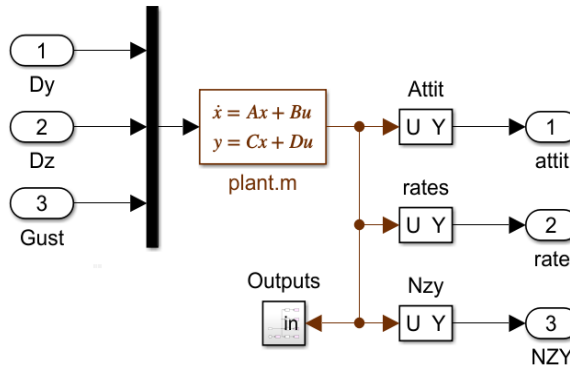 1
Dy
2
Dz
3
Gust
ẋ = Ax + Bu
y = Cx + Du
plant.m
Attit
U Y
1
attit
rates
U Y
2
rate
Outputs
in
Nzy
U Y
3
NZY